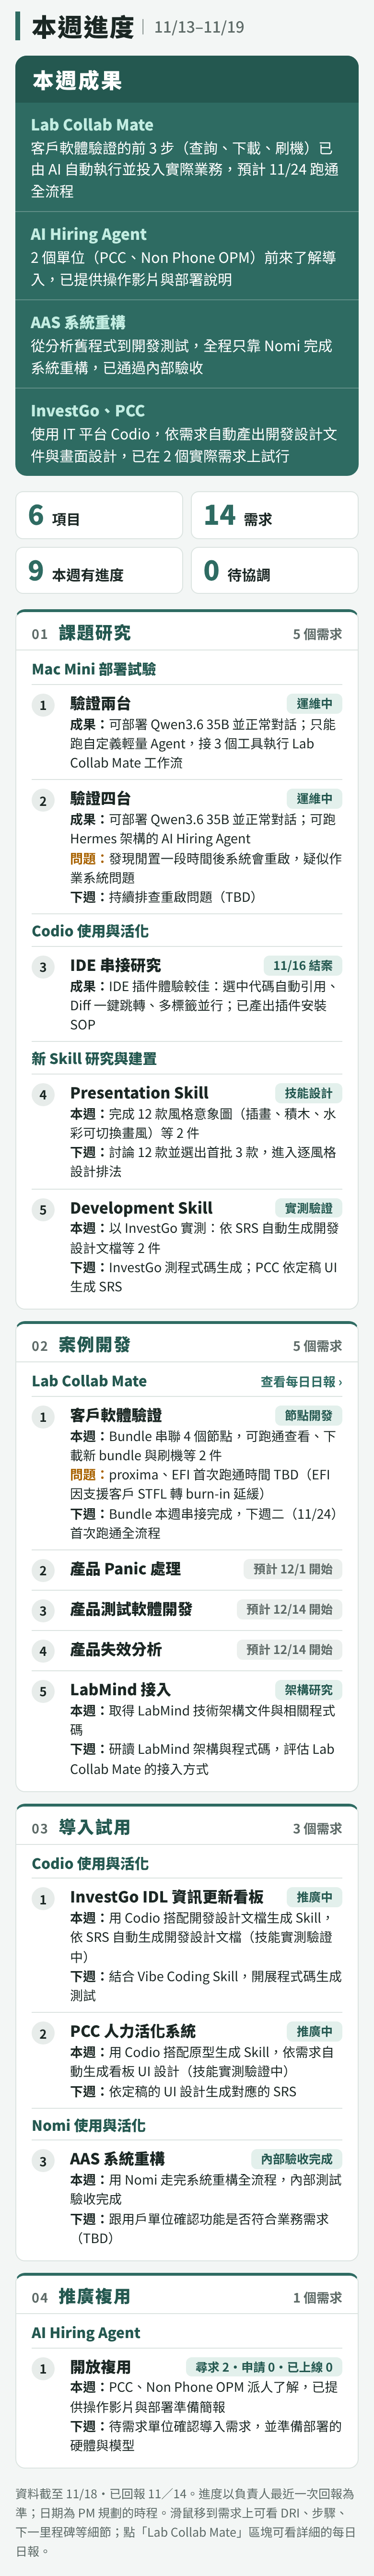 本週進度 11/13–11/19
本週成果
Lab Collab Mate
客戶軟體驗證的前 3 步（查詢、下載、刷機）已
由 AI 自動執行並投入實際業務，預計 11/24 跑通
全流程
AI Hiring Agent
2 個單位（PCC、Non Phone OPM）前來了解導
入，已提供操作影片與部署說明
AAS 系統重構
從分析舊程式到開發測試，全程只靠 Nomi 完成
系統重構，已通過內部驗收
InvestGo、PCC
使用 IT 平台 Codio，依需求自動產出開發設計文
件與畫面設計，已在 2 個實際需求上試行
6 項目
14 需求
9 本週有進度
0 待協調
01 課題研究 5 個需求
Mac Mini 部署試驗
1 驗證兩台 運維中
成果：可部署 Qwen3.6 35B 並正常對話；只能
跑自定義輕量 Agent，接 3 個工具執行 Lab
Collab Mate 工作流
2 驗證四台 運維中
成果：可部署 Qwen3.6 35B 並正常對話；可跑
Hermes 架構的 AI Hiring Agent
問題：發現閒置一段時間後系統會重啟，疑似作
業系統問題
下週：持續排查重啟問題（TBD）
Codio 使用與活化
3 IDE 串接研究 11/16 結案
成果：IDE 插件體驗較佳：選中代碼自動引用、
Diff 一鍵跳轉、多標籤並行；已產出插件安裝
SOP
新 Skill 研究與建置
4 Presentation Skill 技能設計
本週：完成 12 款風格意象圖（插畫、積木、水
彩可切換畫風）等 2 件
下週：討論 12 款並選出首批 3 款，進入逐風格
設計排法
5 Development Skill 實測驗證
本週：以 InvestGo 實測：依 SRS 自動生成開發
設計文檔等 2 件
下週：InvestGo 測程式碼生成；PCC 依定稿 UI
生成 SRS
02 案例開發 5 個需求
Lab Collab Mate 查看每日日報 ›
1 客戶軟體驗證 節點開發
本週：Bundle 串聯 4 個節點，可跑通查看、下
載新 bundle 與刷機等 2 件
問題：proxima、EFI 首次跑通時間 TBD（EFI
因支援客戶 STFL 轉 burn-in 延緩）
下週：Bundle 本週串接完成，下週二（11/24）
首次跑通全流程
2 產品 Panic 處理 預計 12/1 開始
3 產品測試軟體開發 預計 12/14 開始
4 產品失效分析 預計 12/14 開始
5 LabMind 接入 架構研究
本週：取得 LabMind 技術架構文件與相關程式
碼
下週：研讀 LabMind 架構與程式碼，評估 Lab
Collab Mate 的接入方式
03 導入試用 3 個需求
Codio 使用與活化
1 InvestGo IDL 資訊更新看板 推廣中
本週：用 Codio 搭配開發設計文檔生成 Skill，
依 SRS 自動生成開發設計文檔（技能實測驗證
中）
下週：結合 Vibe Coding Skill，開展程式碼生成
測試
2 PCC 人力活化系統 推廣中
本週：用 Codio 搭配原型生成 Skill，依需求自
動生成看板 UI 設計（技能實測驗證中）
下週：依定稿的 UI 設計生成對應的 SRS
Nomi 使用與活化
3 AAS 系統重構 內部驗收完成
本週：用 Nomi 走完系統重構全流程，內部測試
驗收完成
下週：跟用戶單位確認功能是否符合業務需求
（TBD）
04 推廣複用 1 個需求
AI Hiring Agent
1 開放複用 尋求 2・申請 0・已上線 0
本週：PCC、Non Phone OPM 派人了解，已提
供操作影片與部署準備簡報
下週：待需求單位確認導入需求，並準備部署的
硬體與模型
資料截至 11/18・已回報 11／14。進度以負責人最近一次回報為
準；日期為 PM 規劃的時程。滑鼠移到需求上可看 DRI、步驟、
下一里程碑等細節；點「Lab Collab Mate」區塊可看詳細的每日
日報。